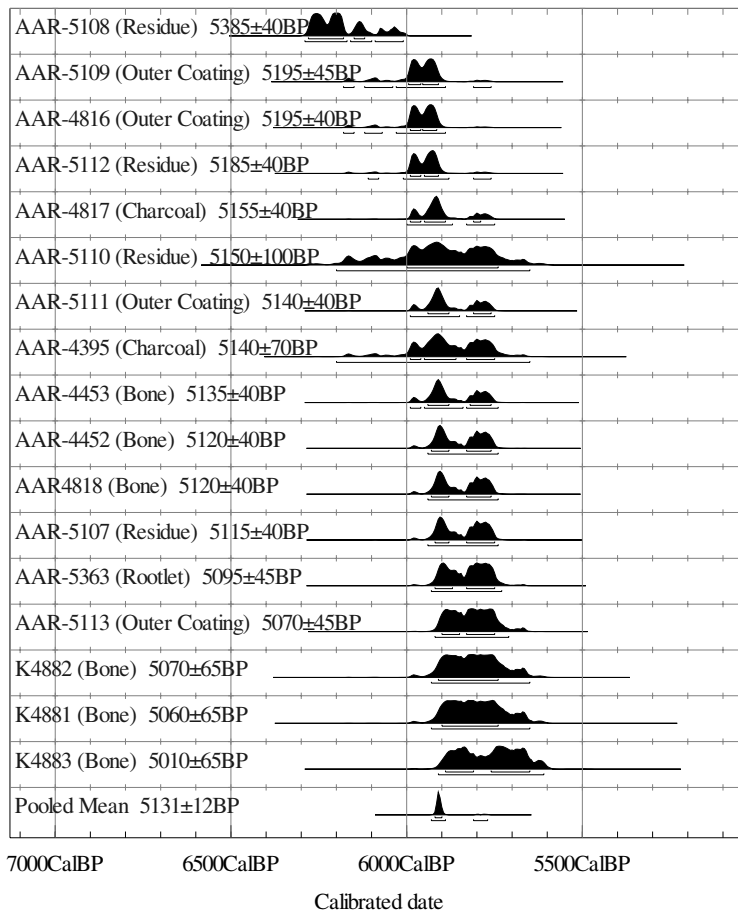 AAR-5108 (Residue) 5385±40BP
AAR-5109 (Outer Coating) 5195±45BP
AAR-4816 (Outer Coating) 5195±40BP
AAR-5112 (Residue) 5185±40BP
AAR-4817 (Charcoal) 5155±40BP
AAR-5110 (Residue) 5150±100BP
AAR-5111 (Outer Coating) 5140±40BP
AAR-4395 (Charcoal) 5140±70BP
AAR-4453 (Bone) 5135±40BP
AAR-4452 (Bone) 5120±40BP
AAR4818 (Bone) 5120±40BP
AAR-5107 (Residue) 5115±40BP
AAR-5363 (Rootlet) 5095±45BP
AAR-5113 (Outer Coating) 5070±45BP
K4882 (Bone) 5070±65BP
K4881 (Bone) 5060±65BP
K4883 (Bone) 5010±65BP
Pooled Mean 5131±12BP
7000CalBP 6500CalBP 6000CalBP 5500CalBP
Calibrated date